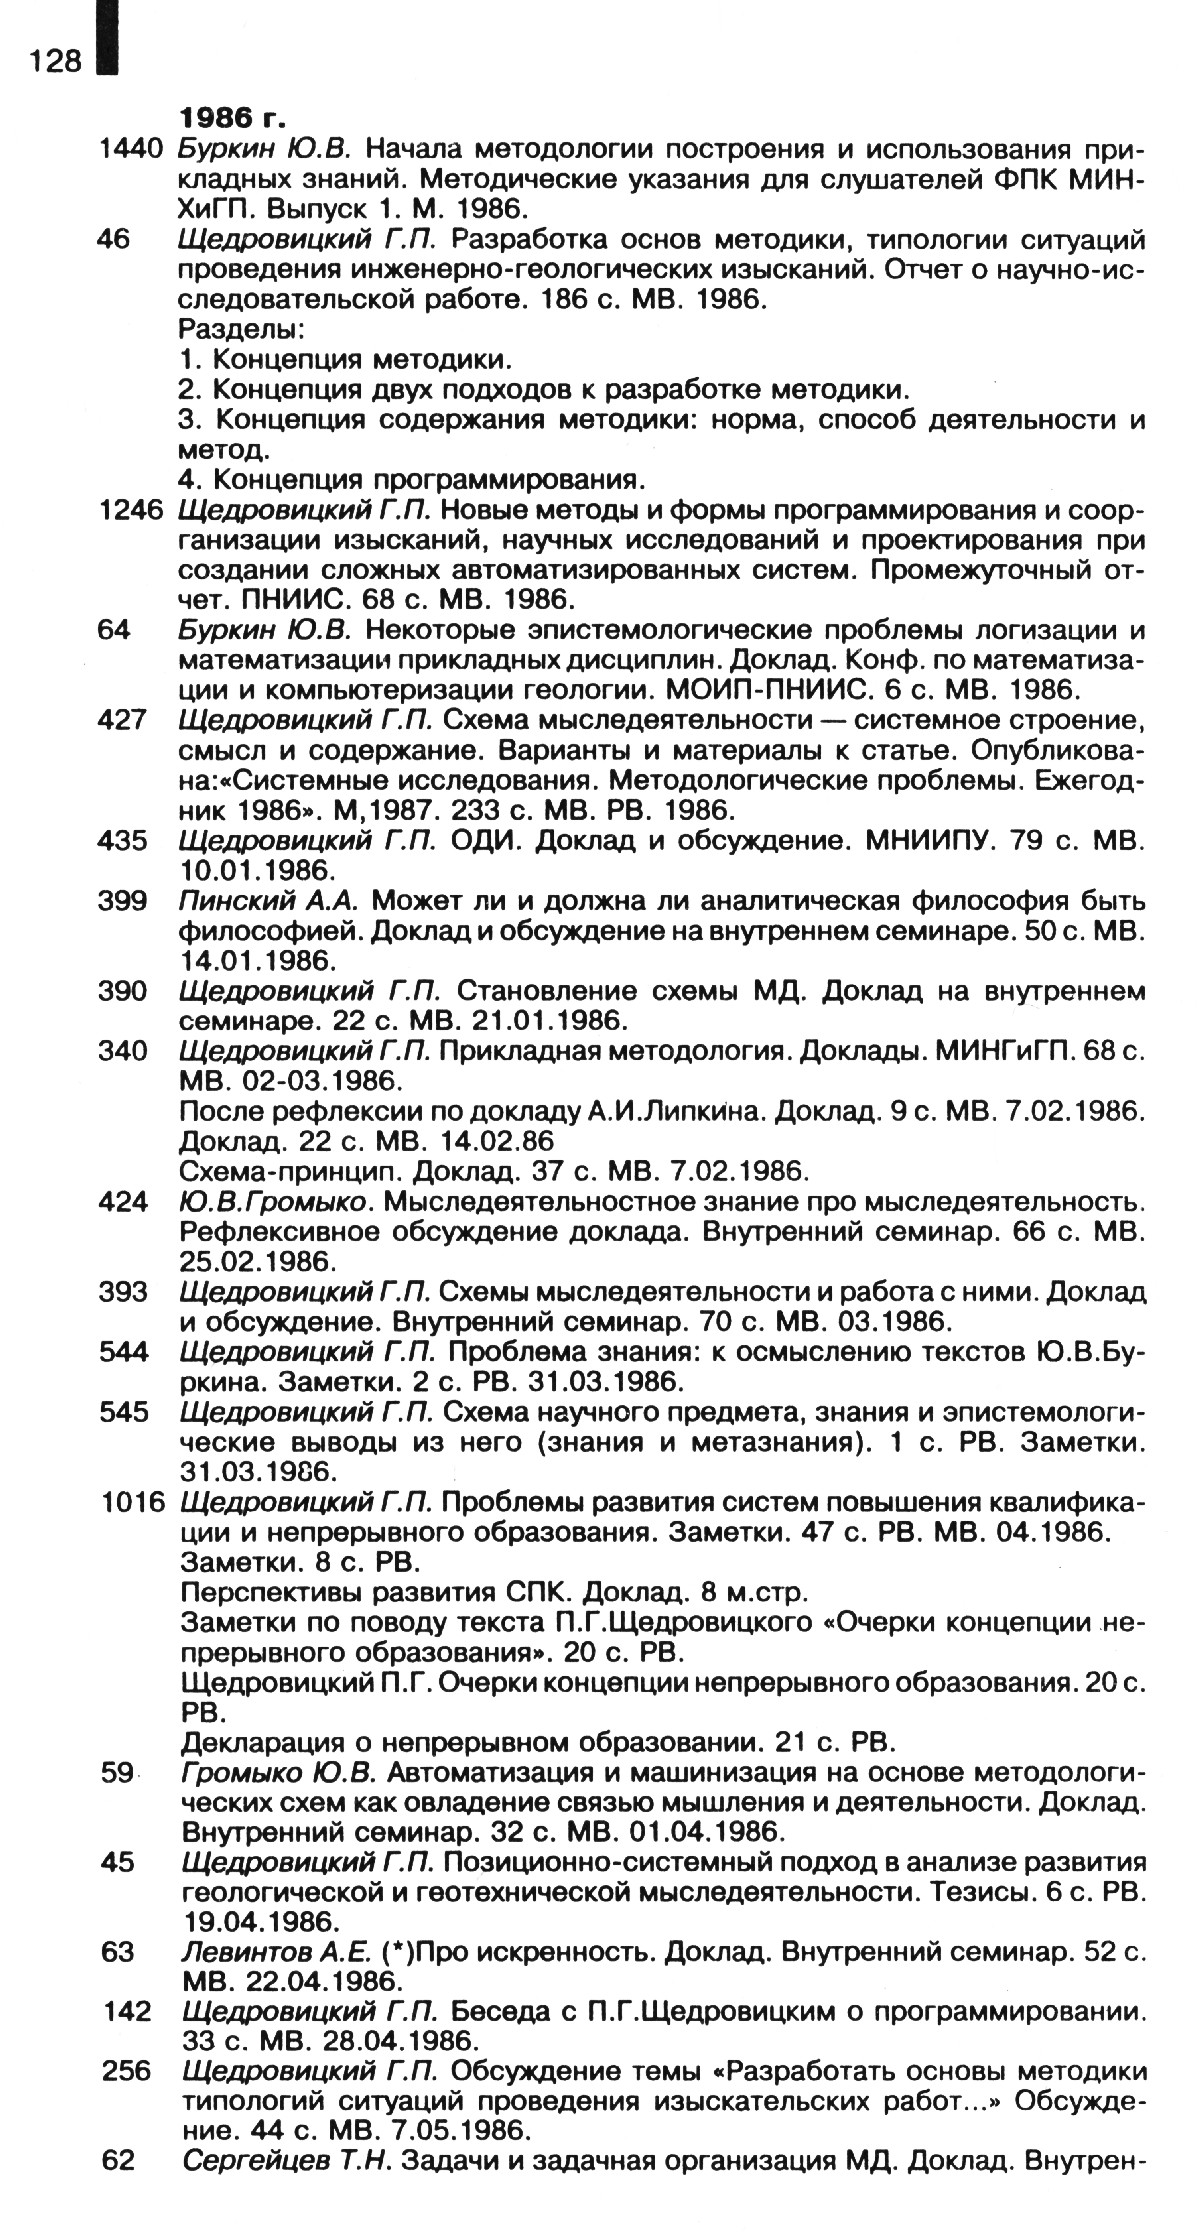 128
1986 г.
1440 Буркин Ю.В. Начала методологии построения и использования при-
кладных знаний. Методические указания для слушателей ФПК МИН-
ХиГП. Выпуск 1. М. 1986.
46 Щедровицкий Г.П. Разработка основ методики, типологии ситуаций
проведения инженерно-геологических изысканий. Отчет о научно-ис-
следовательской работе. 186 с. МВ. 1986.
Разделы:
1. Концепция методики.
2. Концепция двух подходов к разработке методики.
3. Концепция содержания методики: норма, способ деятельности и
метод.
4. Концепция программирования.
1246 Щедровицкий Г.П. Новые методы и формы программирования и соор-
ганизации изысканий, научных исследований и проектирования при
создании сложных автоматизированных систем. Промежуточный от-
чет. ПНИИС. 68 с. МВ. 1986.
64 Буркин Ю.В. Некоторые эпистемологические проблемы логизации и
математизации прикладных дисциплин. Доклад. Конф. по математиза-
ции и компьютеризации геологии. МОИП-ПНИИС. 6 с. МВ. 1986.
427 Щедровицкий Г.П. Схема мыследеятельности — системное строение,
смысл и содержание. Варианты и материалы к статье. Опубликова-
на:«Системные исследования. Методологические проблемы. Ежегод-
ник 1986». М,1987. 233 с. МВ. РВ. 1986.
435 Щедровицкий Г.П. ОДИ. Доклад и обсуждение. МНИИПУ. 79 с. МВ.
10.01.1986.
399 Пинский А.А. Может ли и должна ли аналитическая философия быть
философией. Доклад и обсуждение на внутреннем семинаре. 50 с. МВ.
14.01.1986.
390 Щедровицкий Г.П. Становление схемы МД. Доклад на внутреннем
семинаре. 22 с. МВ. 21.01.1986.
340 Щедровицкий Г.П. Прикладная методология. Доклады. МИНГиГП. 68 с.
МВ. 02-03.1986.
После рефлексии по докладу А.И.Липкина. Доклад. 9 с. МВ. 7.02.1986.
Доклад. 22 с. МВ. 14.02.86
Схема-принцип. Доклад. 37 с. МВ. 7.02.1986.
424 Ю.В.Громыко. Мыследеятельностное знание про мыследеятельность.
Рефлексивное обсуждение доклада. Внутренний семинар. 66 с. МВ.
25.02.1986.
393 Щедровицкий Г.П. Схемы мыследеятельности и работа с ними. Доклад
и обсуждение. Внутренний семинар. 70 с. МВ. 03.1986.
544 Щедровицкий Г.П. Проблема знания: к осмыслению текстов Ю.В.Бу-
ркина. Заметки. 2 с. РВ. 31.03.1986.
545 Щедровицкий Г.П. Схема научного предмета, знания и эпистемологи-
ческие выводы из него (знания и метазнания). 1 с. РВ. Заметки.
31.03.1986.
1016 Щедровицкий Г.П. Проблемы развития систем повышения квалифика-
ции и непрерывного образования. Заметки. 47 с. РВ. МВ. 04.1986.
Заметки. 8 с. РВ.
Перспективы развития СПК. Доклад. 8 м.стр.
Заметки по поводу текста П.Г.Щедровицкого «Очерки концепции не-
прерывного образования». 20 с. РВ.
Щедровицкий П.Г. Очерки концепции непрерывного образования. 20 с.
РВ.
Декларация о непрерывном образовании. 21 с. РВ.
59 Громыко Ю.В. Автоматизация и машинизация на основе методологи-
ческих схем как овладение связью мышления и деятельности. Доклад.
Внутренний семинар. 32 с. МВ. 01.04.1986.
45 Щедровицкий Г.П. Позиционно-системный подход в анализе развития
геологической и геотехнической мыследеятельности. Тезисы. 6 с. РВ.
19.04.1986.
63 Левинтов А.Е. (*)Про искренность. Доклад. Внутренний семинар. 52 с.
МВ. 22.04.1986.
142 Щедровицкий Г.П. Беседа с П.Г.Щедровицким о программировании.
33 с. МВ. 28.04.1986.
256 Щедровицкий Г.П. Обсуждение темы «Разработать основы методики
типологий ситуаций проведения изыскательских работ...» Обсужде-
ние. 44 с. МВ. 7.05.1986.
62 Сергейцев Т.Н. Задачи и задачная организация МД. Доклад. Внутрен-